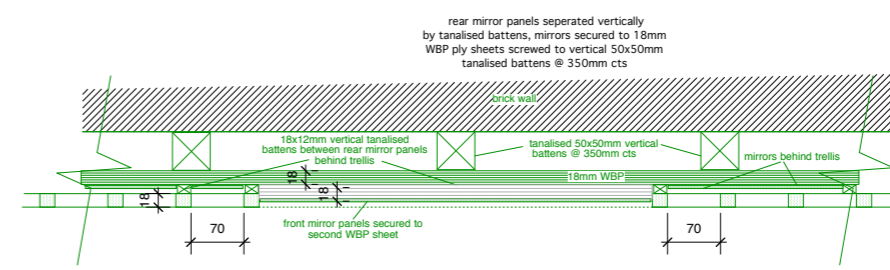 rear mirror panels seperated vertically
by tanalised battens, mirrors secured to 18mm
WBP ply sheets screwed to vertical 50x50mm
tanalised battens @ 350mm cts
brick wall
18x12mm vertical tanalised
battens between rear mirror panels
behind trellis
tanalised 50x50mm vertical
battens @ 350mm cts
mirrors behind trellis
18
18mm WBP
18
18
front mirror panels secured to
second WBP sheet
70
70